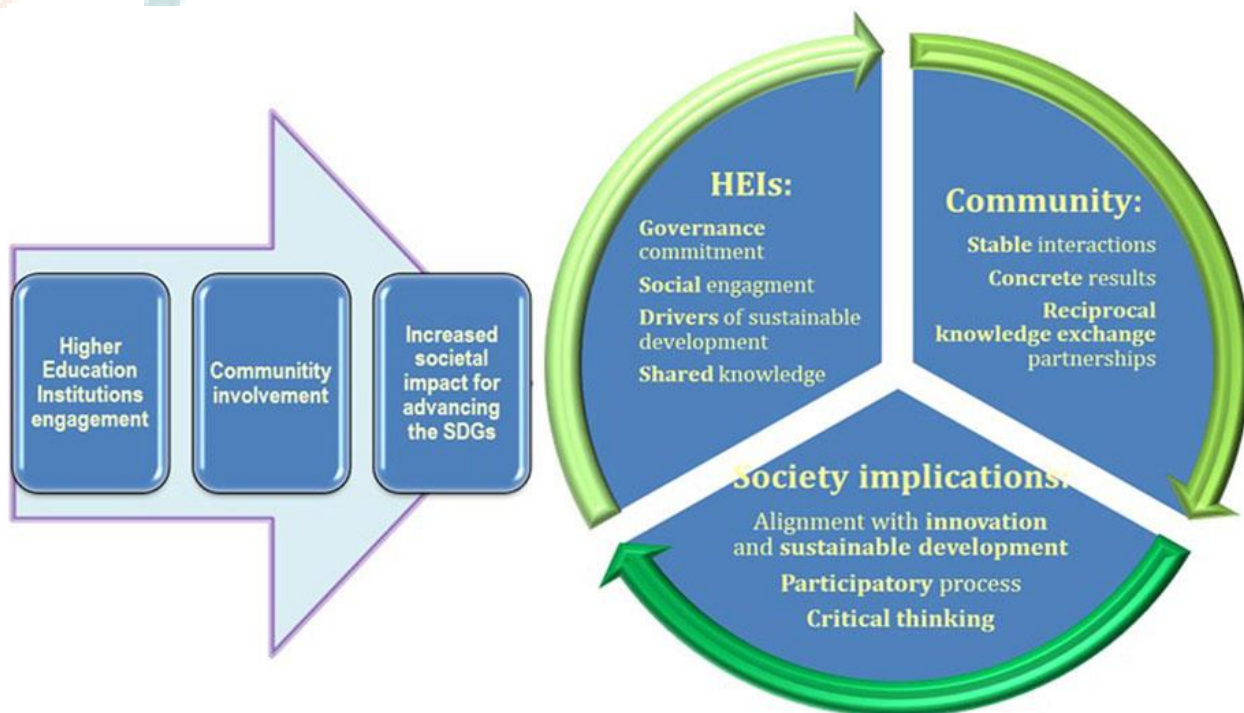 Higher
Education
Institutions
engagement
Communitity
involvement
Increased
societal
impact for
advancing
the SDGs
HEIs:
Governance
commitment
Social engagment
Drivers of sustainable
development
Shared knowledge
Community:
Stable interactions
Concrete results
Reciprocal
knowledge exchange
partnerships
Society implications:
Alignment with innovation
and sustainable development
Participatory process
Critical thinking